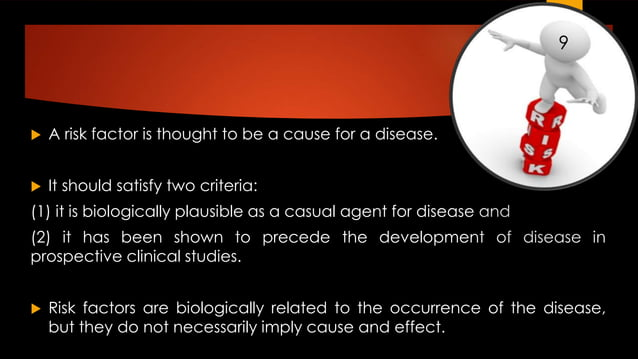 9
A risk factor is thought to be a cause for a disease.
It should satisfy two criteria:
(1) it is biologically plausible as a casual agent for disease and
(2) it has been shown to precede the development of disease in
prospective clinical studies.
Risk factors are biologically related to the occurrence of the disease,
but they do not necessarily imply cause and effect.
R R
I S
S K